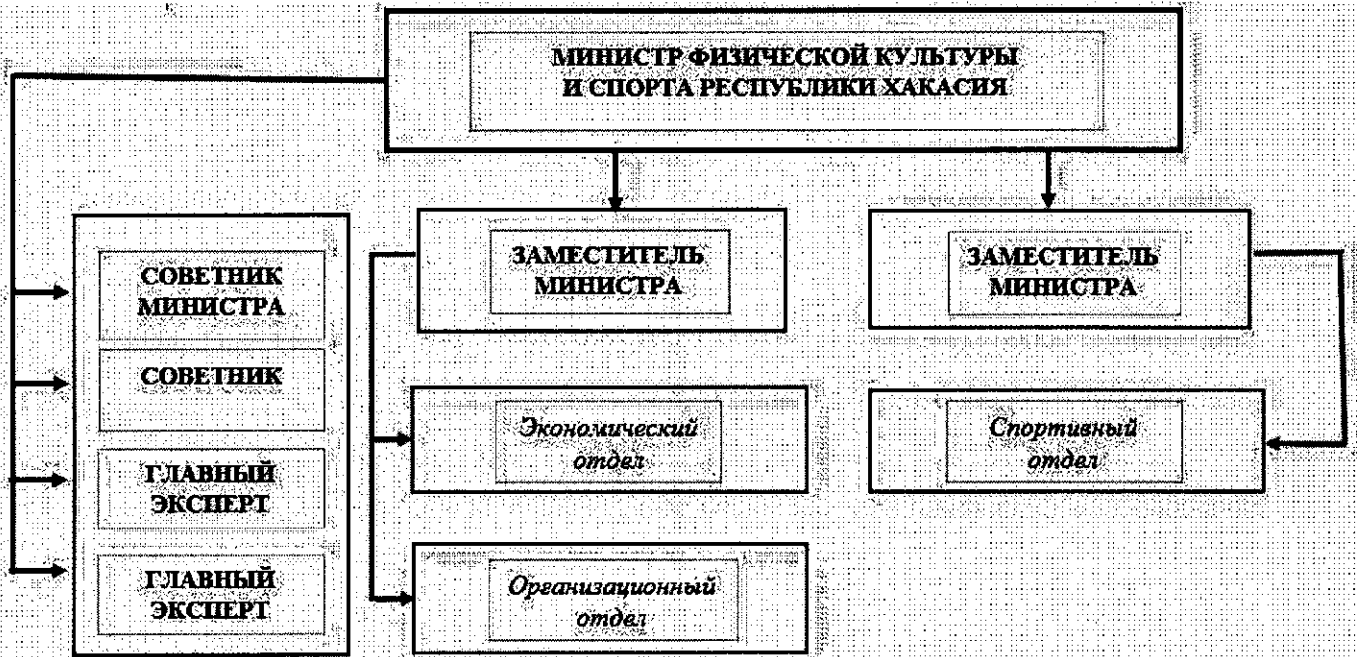 МИНИСТР ФИЗИЧЕСКОЙ КУЛЬТУРЫ
И СПОРТА РЕСПУБЛИКИ ХАКАСИЯ
СОВЕТНИК
МИНИСТРА
СОВЕТНИК
ГЛАВНЫЙ
ЭКСПЕРТ
ГЛАВНЫЙ
ЭКСПЕРТ
ЗАМЕСТИТЕЛЬ
МИНИСТРА
Экономический
отдел
Организационный
отдел
ЗАМЕСТИТЕЛЬ
МИНИСТРА
Спортивный
отдел